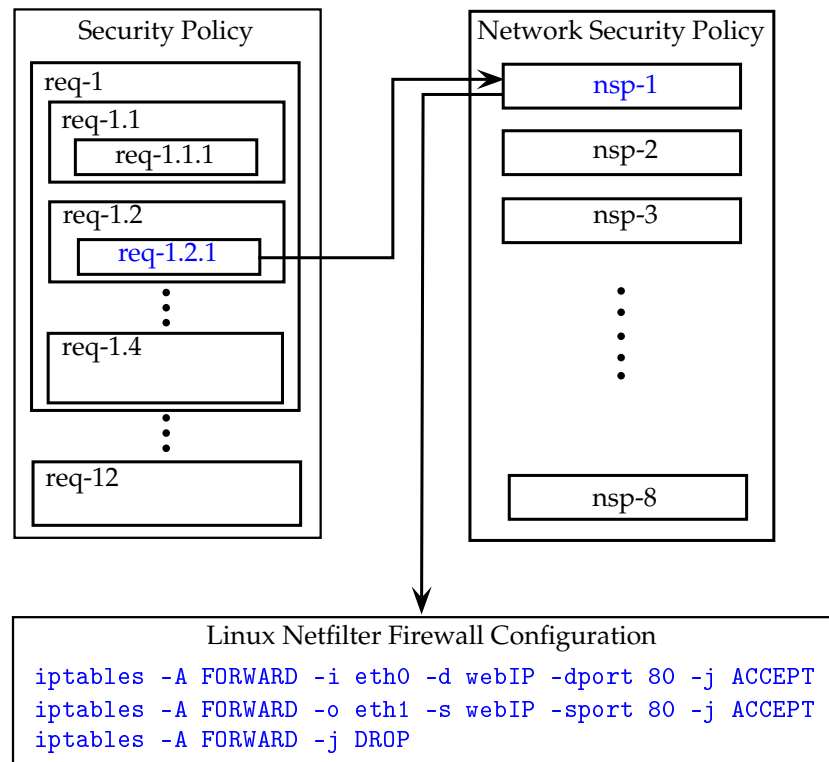 Security Policy
req-1
req-1.1
req-1.1.1
req-1.2
req-1.2.1
req-1.4
req-12
Network Security Policy
nsp-1
nsp-2
nsp-3
nsp-8
Linux Netfilter Firewall Configuration
iptables -A FORWARD -i eth0 -d webIP -dport 80 -j ACCEPT
iptables -A FORWARD -o eth1 -s webIP -sport 80 -j ACCEPT
iptables -A FORWARD -j DROP